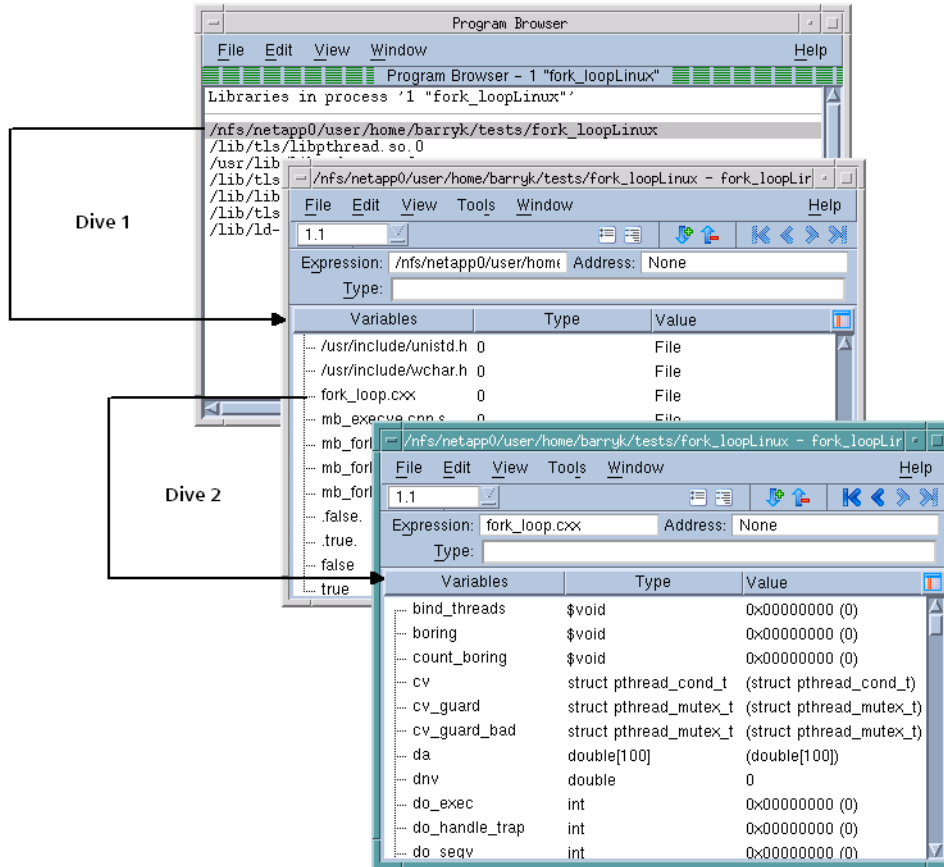 Program Browser
File Edit View Window Help
Program Browser - 1 "fork_loopLinux"
Libraries in process '1 "fork_loopLinux"'
/nfs/netapp0/user/home/barryk/tests/fork_loopLinux
/lib/tls/libpthread.so.0
/usr/lib
/lib/tls
/lib/lib
/lib/tls
/lib/ld-
Dive 1
/nfs/netapp0/user/home/barryk/tests/fork_loopLinux - fork_loopLir
File Edit View Tools Window Help
1.1
Expression: /nfs/netapp0/user/home Address: None
Type:
Variables Type Value
/usr/include/unistd.h 0 File
/usr/include/wchar.h 0 File
fork_loop.cxx 0 File
mb_execve.cpp.s 0 File
mb_forl
mb_forl
mb_forl
.false.
.true.
false
true
Dive 2
/nfs/netapp0/user/home/barryk/tests/fork_loopLinux - fork_loopLir
File Edit View Tools Window Help
1.1
Expression: fork_loop.cxx Address: None
Type:
Variables Type Value
bind_threads $void 0x00000000 (0)
boring $void 0x00000000 (0)
count_boring $void 0x00000000 (0)
cv struct pthread_cond_t (struct pthread_cond_t)
cv_guard struct pthread_mutex_t (struct pthread_mutex_t)
cv_guard_bad struct pthread_mutex_t (struct pthread_mutex_t)
da double[100] (double[100])
dnv double 0
do_exec int 0x00000000 (0)
do_handle_trap int 0x00000000 (0)
do_segv int 0x00000000 (0)